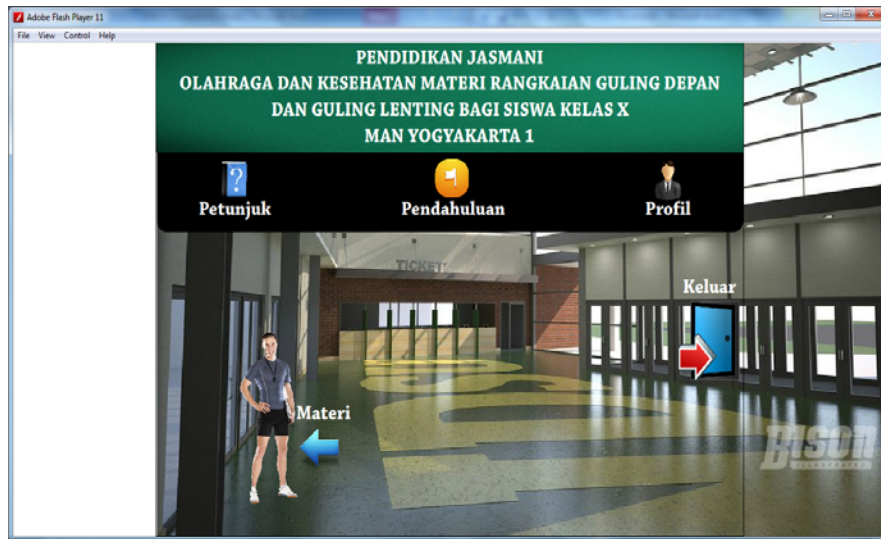 Adobe Flash Player 11
File View Control Help
PENDIDIKAN JASMANI
OLAHRAGA DAN KESEHATAN MATERI RANGKAIAN GULING DEPAN
DAN GULING LENTING BAGI SISWA KELAS X
MAN YOGYAKARTA 1
Petunjuk Pendahuluan Profil
TICKETS
Keluar
Materi
BISON